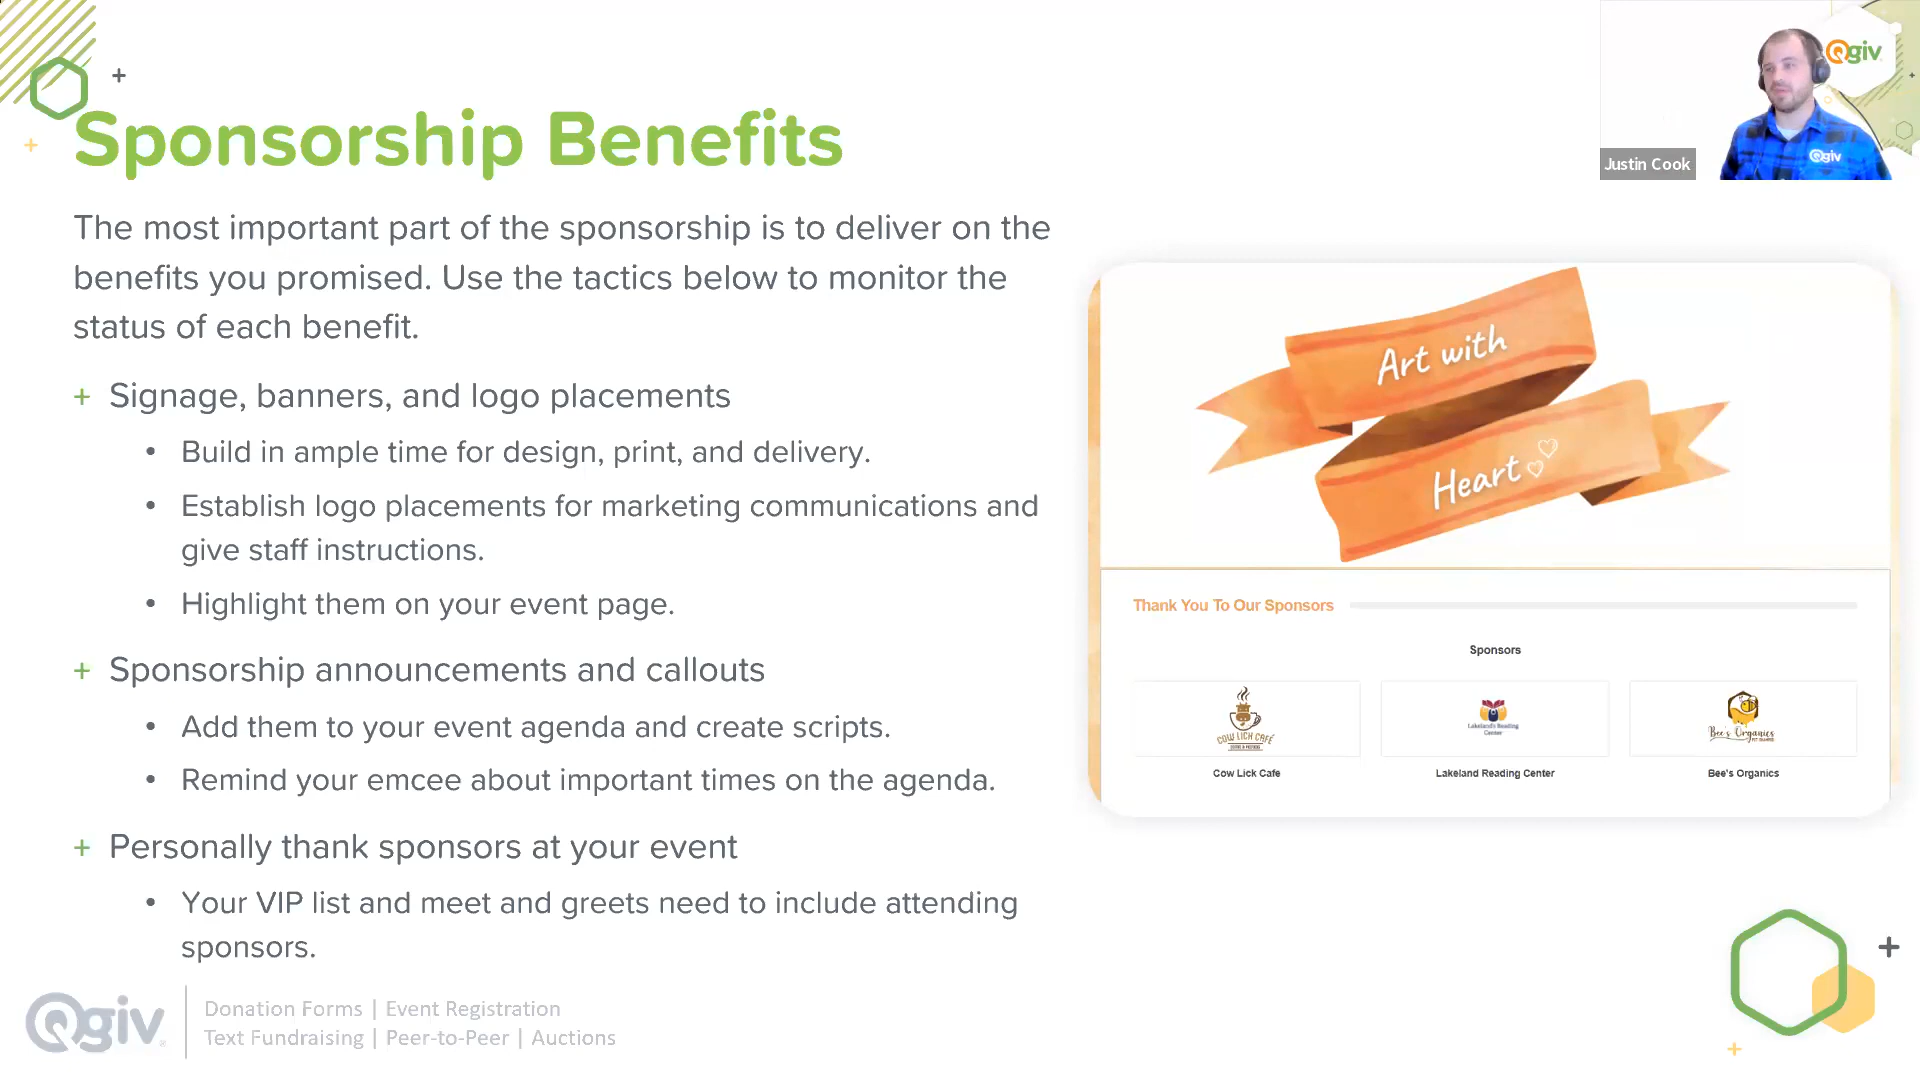 Sponsorship Benefits
The most important part of the sponsorship is to deliver on the
benefits you promised. Use the tactics below to monitor the
status of each benefit.
+ Signage, banners, and logo placements
• Build in ample time for design, print, and delivery.
• Establish logo placements for marketing communications and
give staff instructions.
• Highlight them on your event page.
+ Sponsorship announcements and callouts
• Add them to your event agenda and create scripts.
• Remind your emcee about important times on the agenda.
+ Personally thank sponsors at your event
• Your VIP list and meet and greets need to include attending
sponsors.
Qgiv
Donation Forms | Event Registration
Text Fundraising | Peer-to-Peer | Auctions
Qgiv
Qgiv
Justin Cook
Art with
Heart
Thank You To Our Sponsors
Sponsors
COW LICK CAFÉ
Lakeland's Reading
Center
Bee's Organics
Cow Lick Cafe
Lakeland Reading Center
Bee's Organics